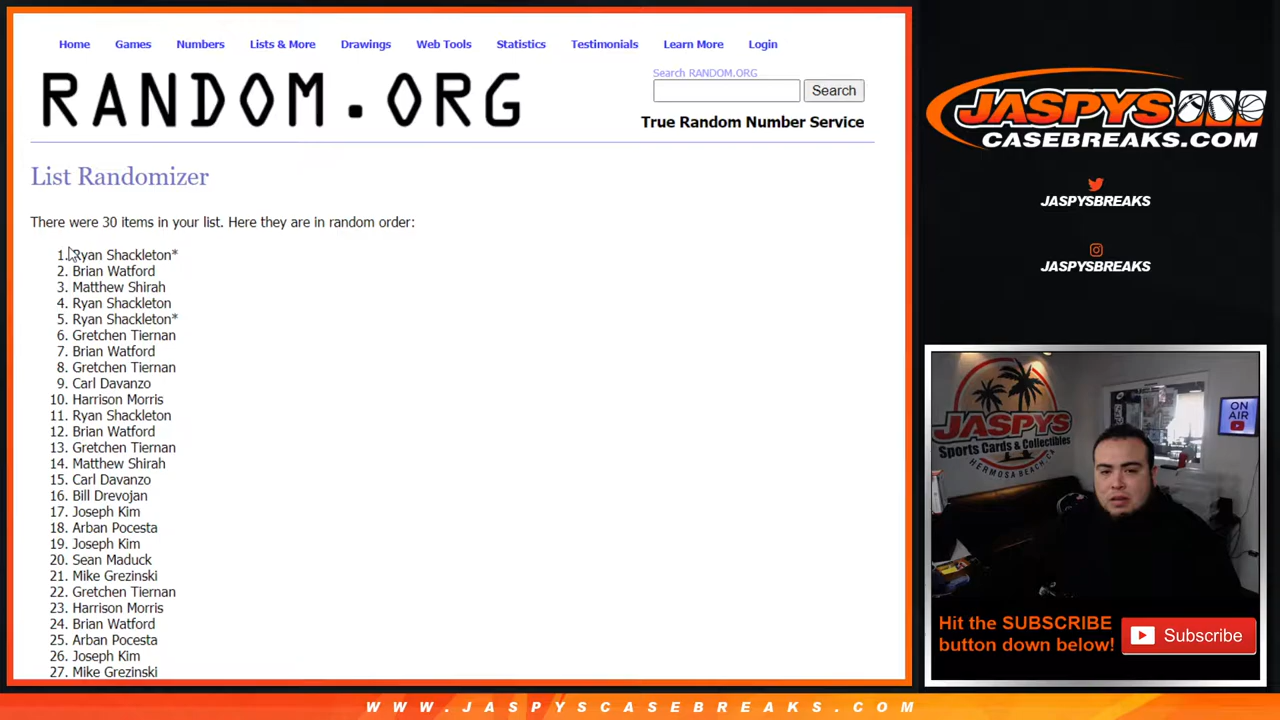 Home Games Numbers Lists & More Drawings Web Tools Statistics Testimonials Learn More Login
RANDOM.ORG
Search RANDOM.ORG
Search
True Random Number Service
List Randomizer
There were 30 items in your list. Here they are in random order:
1. Ryan Shackleton*
2. Brian Watford
3. Matthew Shirah
4. Ryan Shackleton
5. Ryan Shackleton*
6. Gretchen Tiernan
7. Brian Watford
8. Gretchen Tiernan
9. Carl Davanzo
10. Harrison Morris
11. Ryan Shackleton
12. Brian Watford
13. Gretchen Tiernan
14. Matthew Shirah
15. Carl Davanzo
16. Bill Drevojan
17. Joseph Kim
18. Arban Pocesta
19. Joseph Kim
20. Sean Maduck
21. Mike Grezinski
22. Gretchen Tiernan
23. Harrison Morris
24. Brian Watford
25. Arban Pocesta
26. Joseph Kim
27. Mike Grezinski
JASPYS
CASEBREAKS.COM
JASPYSBREAKS
JASPYSBREAKS
JASPYS
Sports Cards & Collectibles
HERMOSA BEACH, CA
ON AIR
Hit the SUBSCRIBE
button down below!
Subscribe
WWW.JASPYSCASEBREAKS.COM